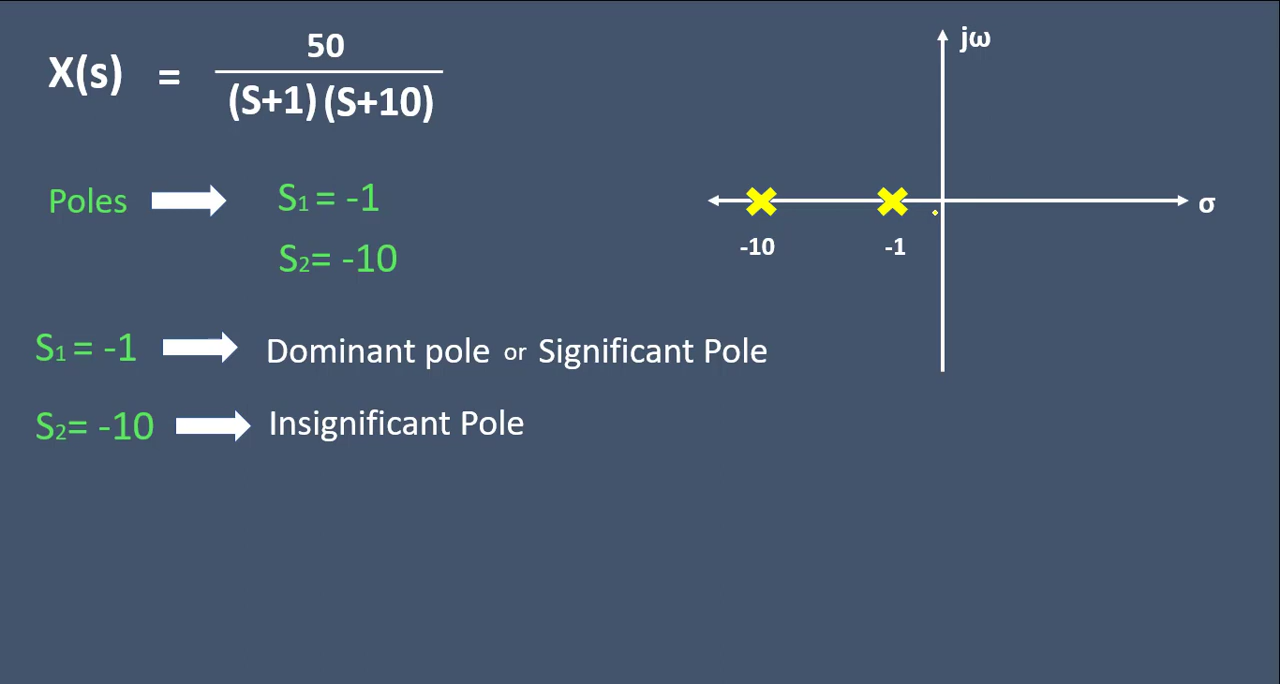 X(s) = 50
(S+1) (S+10)
jω
σ
-10 -1
Poles S1 = -1
S2= -10
S1 = -1 Dominant pole or Significant Pole
S2= -10 Insignificant Pole